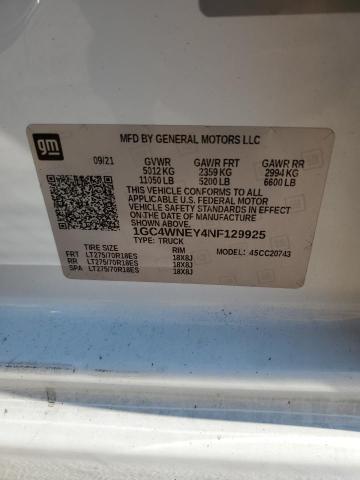 gm
MFD BY GENERAL MOTORS LLC
09/21 GVWR GAWR FRT GAWR RR
5012 KG 2359 KG 2994 KG
11050 LB 5200 LB 6600 LB
THIS VEHICLE CONFORMS TO ALL
APPLICABLE U.S. FEDERAL MOTOR
VEHICLE SAFETY STANDARDS IN EFFECT
ON THE DATE OF MANUFACTURE
SHOWN ABOVE.
1GC4WNEY4NF129925
TYPE: TRUCK
TIRE SIZE RIM MODEL: 45CC20743
FRT LT275/70R18ES 18X8J
RR LT275/70R18ES 18X8J
SPA LT275/70R18ES 18X8J